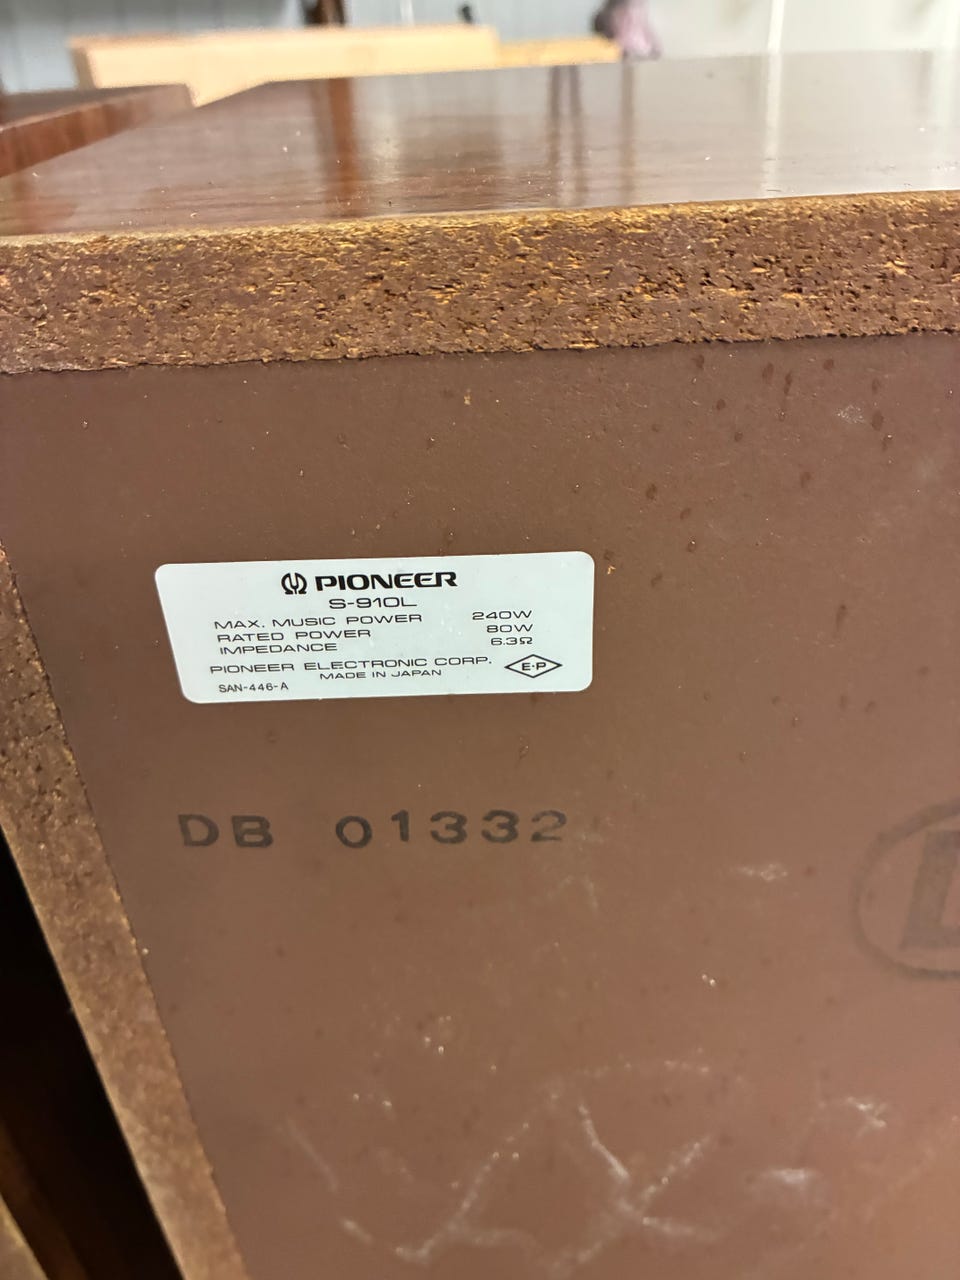 PIONEER
S-910L
MAX. MUSIC POWER 240W
RATED POWER 80W
IMPEDANCE 6.3Ω
PIONEER ELECTRONIC CORP. E·P
MADE IN JAPAN
SAN-446-A
DB 01332